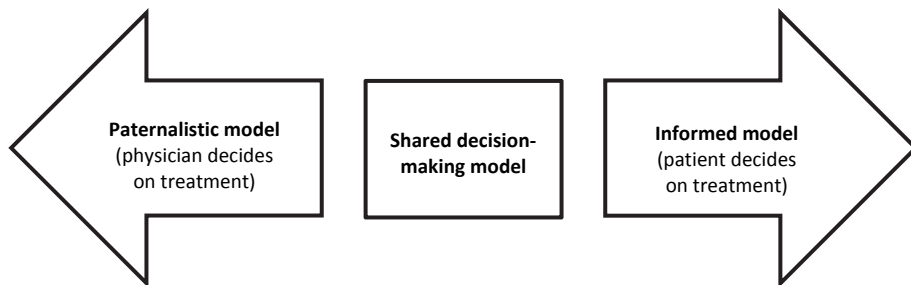 Paternalistic model
(physician decides
on treatment)
Shared decision-
making model
Informed model
(patient decides
on treatment)